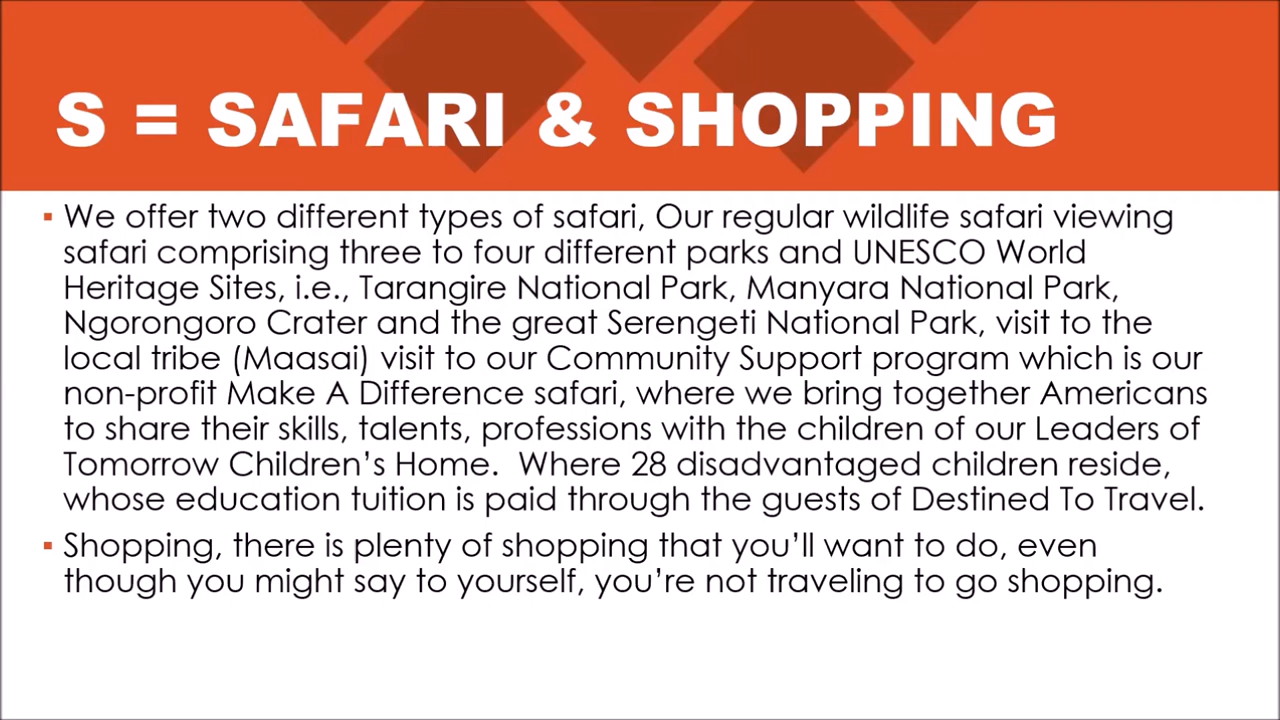 S = SAFARI & SHOPPING
▪ We offer two different types of safari, Our regular wildlife safari viewing
safari comprising three to four different parks and UNESCO World
Heritage Sites, i.e., Tarangire National Park, Manyara National Park,
Ngorongoro Crater and the great Serengeti National Park, visit to the
local tribe (Maasai) visit to our Community Support program which is our
non-profit Make A Difference safari, where we bring together Americans
to share their skills, talents, professions with the children of our Leaders of
Tomorrow Children’s Home.  Where 28 disadvantaged children reside,
whose education tuition is paid through the guests of Destined To Travel.
▪ Shopping, there is plenty of shopping that you’ll want to do, even
though you might say to yourself, you’re not traveling to go shopping.